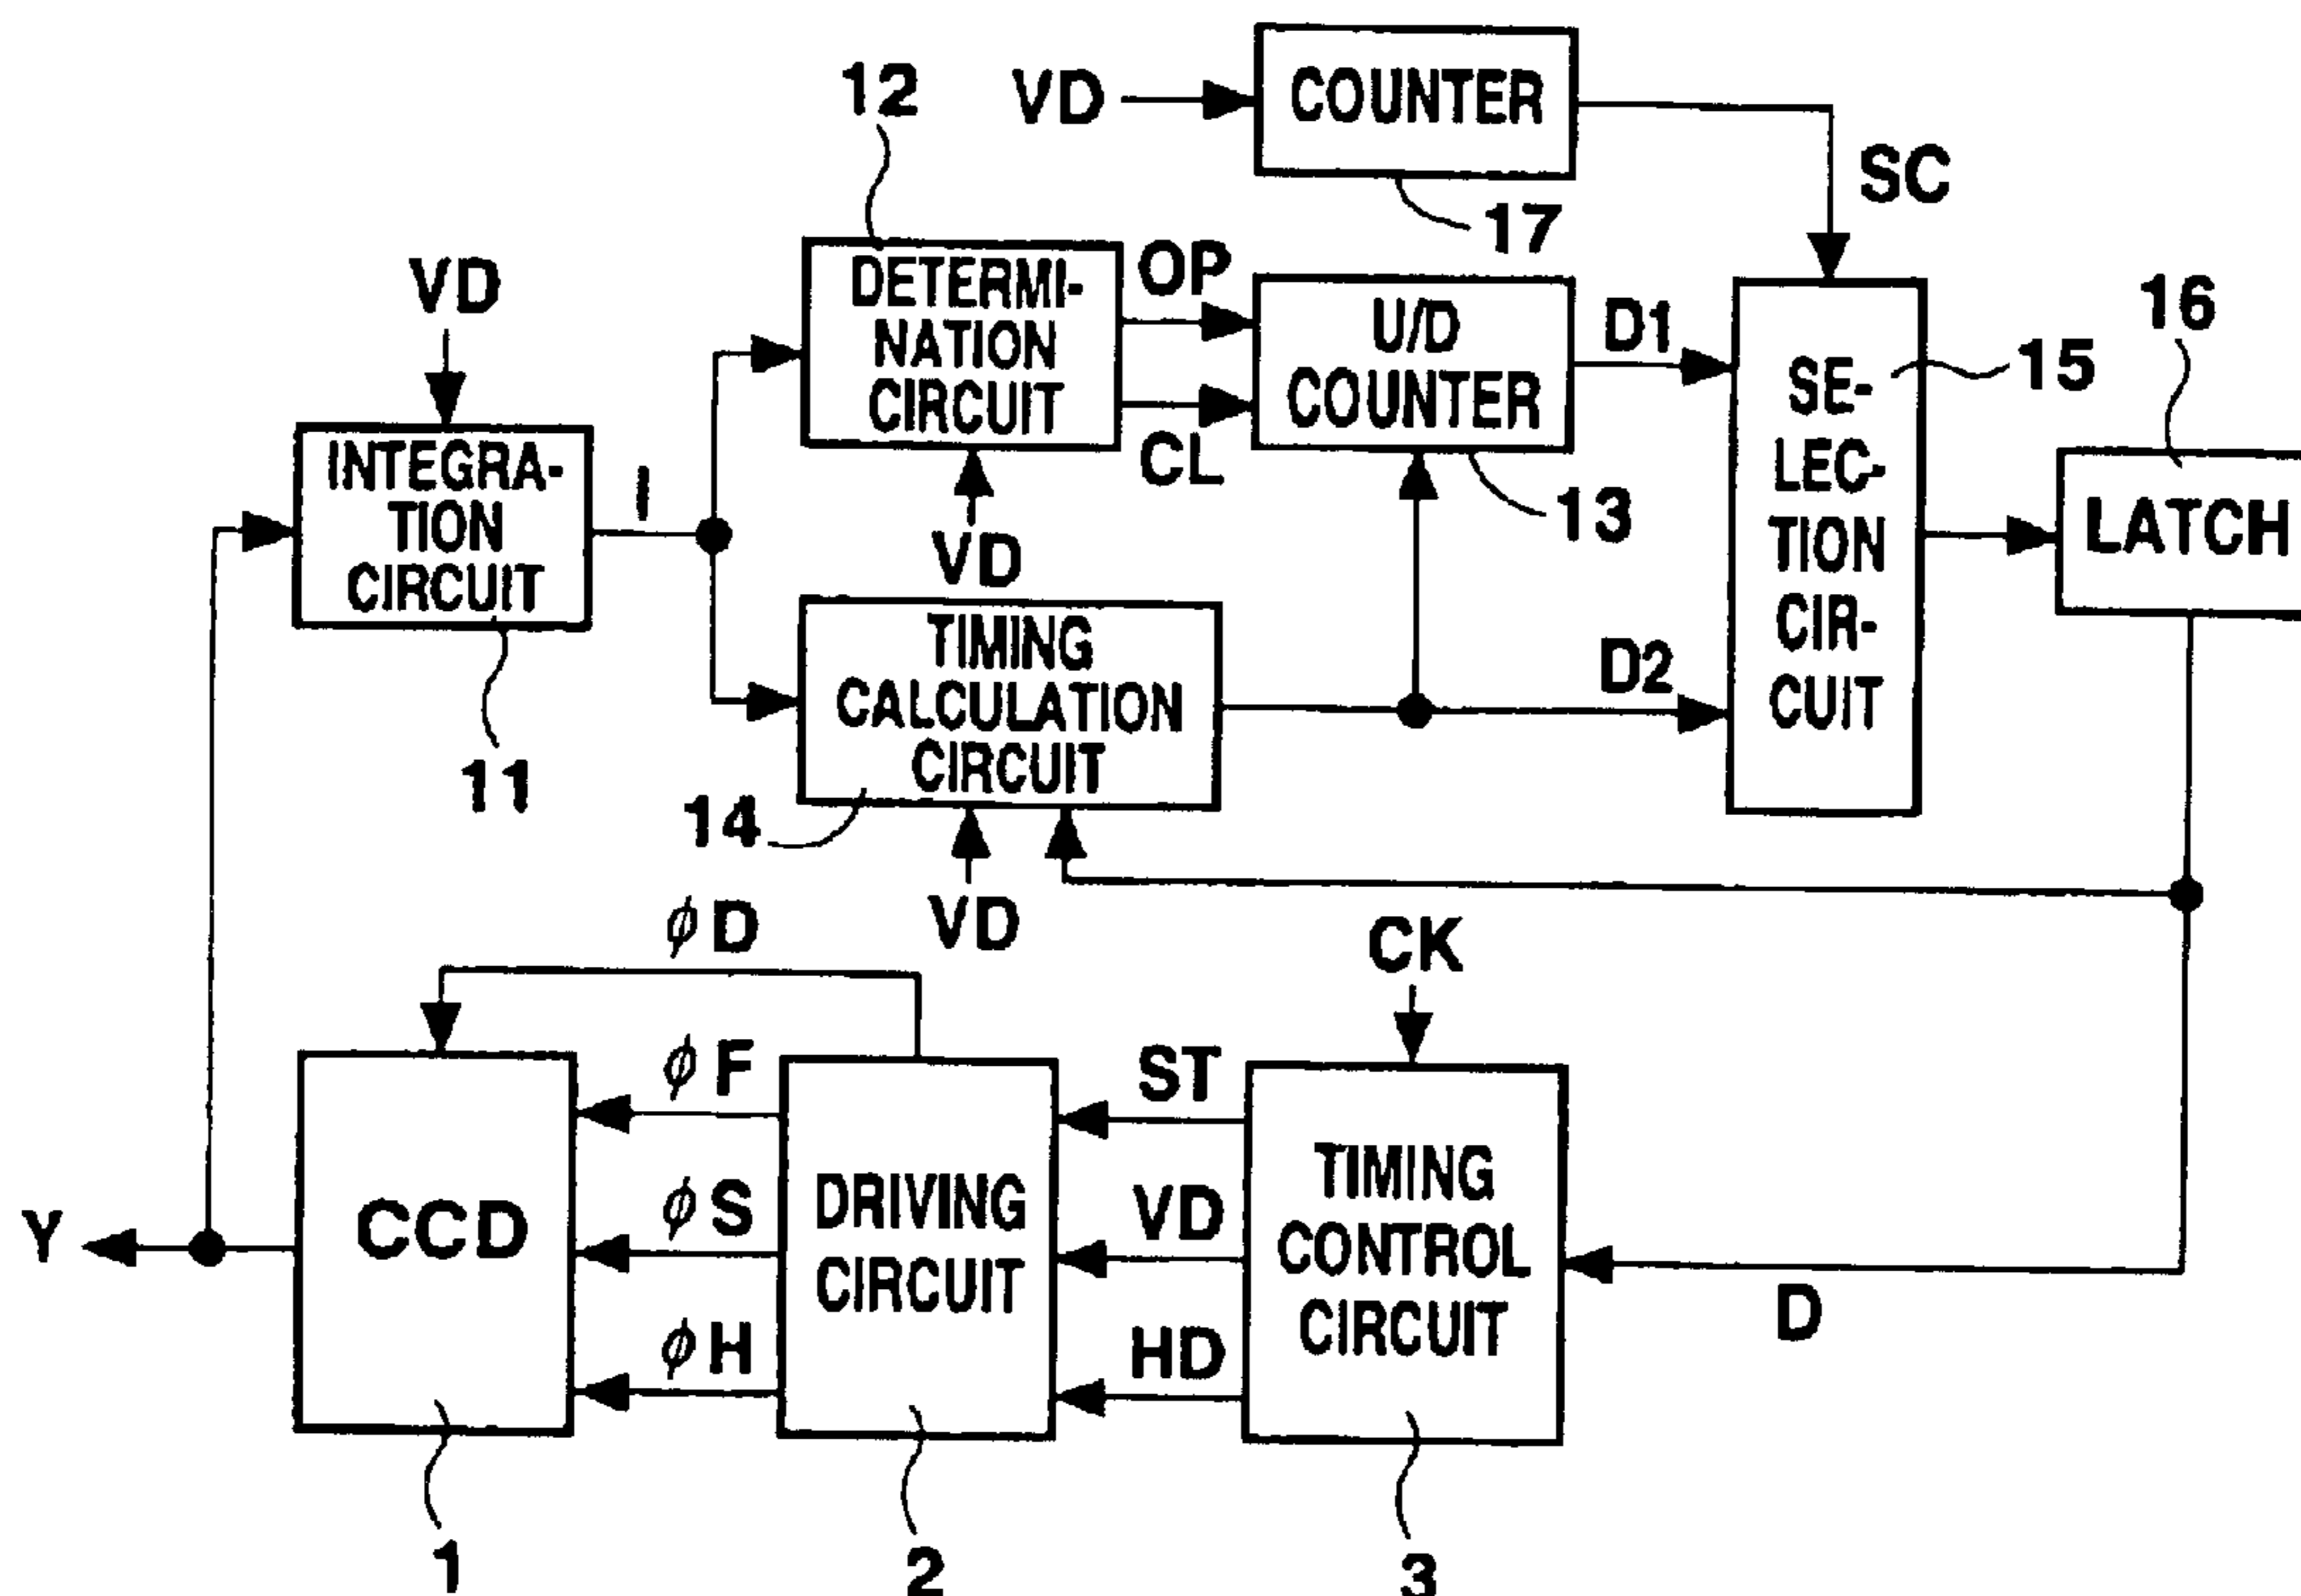 12
VD
COUNTER
SC
17
VD
DETERMI-
NATION
CIRCUIT
OP
CL
VD
U/D
COUNTER
13
D1
SE-
LEC-
TION
CIR-
CUIT
15
16
LATCH
INTEGRA-
TION
CIRCUIT
11
I
TIMING
CALCULATION
CIRCUIT
14
VD
D2
φD
CK
Y
CCD
1
φF
φS
φH
DRIVING
CIRCUIT
2
ST
VD
HD
TIMING
CONTROL
CIRCUIT
3
D